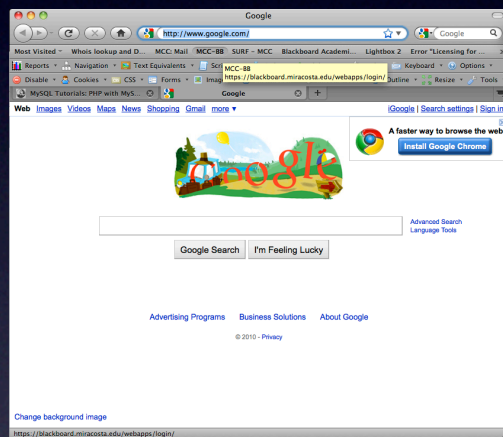 Google
http://www.google.com/
Google
Most Visited Whois lookup and D... MCC: Mail MCC-BB SURF - MCC Blackboard Academi... Lightbox 2 Error "Licensing for ...
Reports Navigation Text Equivalents Scri Keyboard Options
MCC-BB
https://blackboard.miracosta.edu/webapps/login/
Disable Cookies CSS Forms Imag Outline Resize Tools
MySQL Tutorials: PHP with MyS... Google
Web Images Videos Maps News Shopping Gmail more iGoogle | Search settings | Sign in
A faster way to browse the web
Install Google Chrome
Google
Advanced Search
Language Tools
Google Search I'm Feeling Lucky
Advertising Programs Business Solutions About Google
© 2010 - Privacy
Change background image
https://blackboard.miracosta.edu/webapps/login/